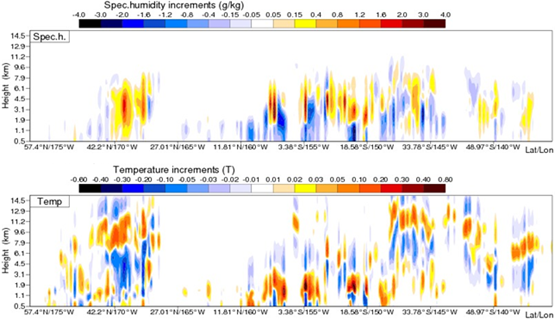 Spec.humidity increments (g/kg)
-4.0 -3.0 -2.0 -1.6 -1.2 -0.8 -0.4 -0.15 0.05 0.15 0.4 0.8 1.2 1.6 2.0 3.0 4.0
Spec.h.
Height (km)
14.5
12.9
11.2
9.6
7.9
6.2
4.5
3.1
1.9
1.1
0.5
57.4°N/175°W 42.2°N/170°W 27.01°N/165°W 11.81°N/160°W 3.38°S/155°W 18.58°S/150°W 33.78°S/145°W 48.97°S/140°W Lat/Lon
Temperature increments (T)
-0.60 -0.40 -0.30 -0.20 -0.10 -0.05 -0.03 -0.02 -0.01 0.01 0.02 0.03 0.05 0.10 0.20 0.30 0.40 0.60
Temp
Height (km)
14.5
12.9
11.2
9.6
7.9
6.2
4.5
3.1
1.9
1.1
0.5
57.4°N/175°W 42.2°N/170°W 27.01°N/165°W 11.81°N/160°W 3.38°S/155°W 18.58°S/150°W 33.78°S/145°W 48.97°S/140°W Lat/Lon